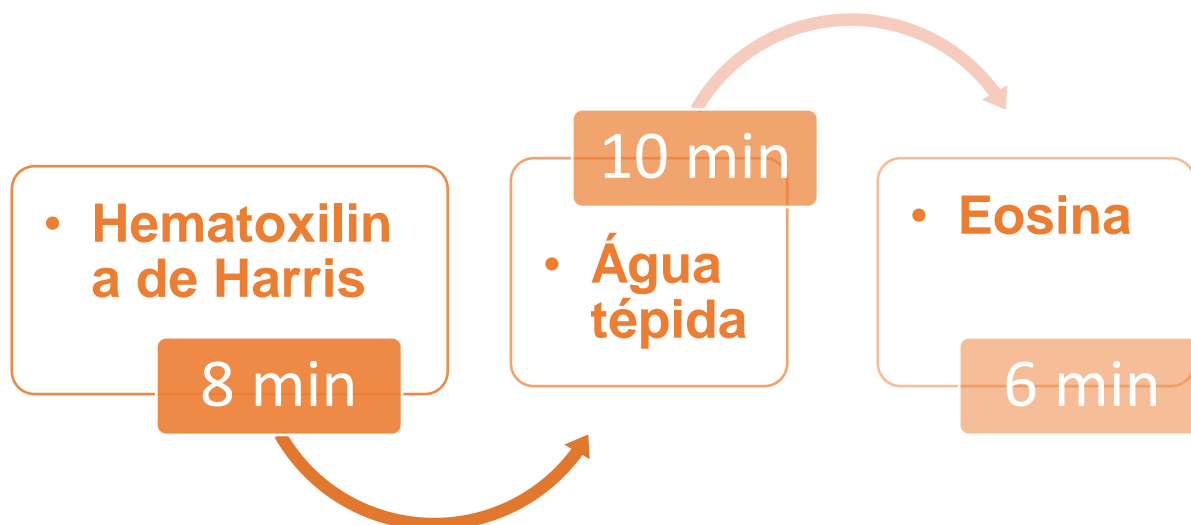 • Hematoxilin
a de Harris
8 min
10 min
• Água
tépida
• Eosina
6 min